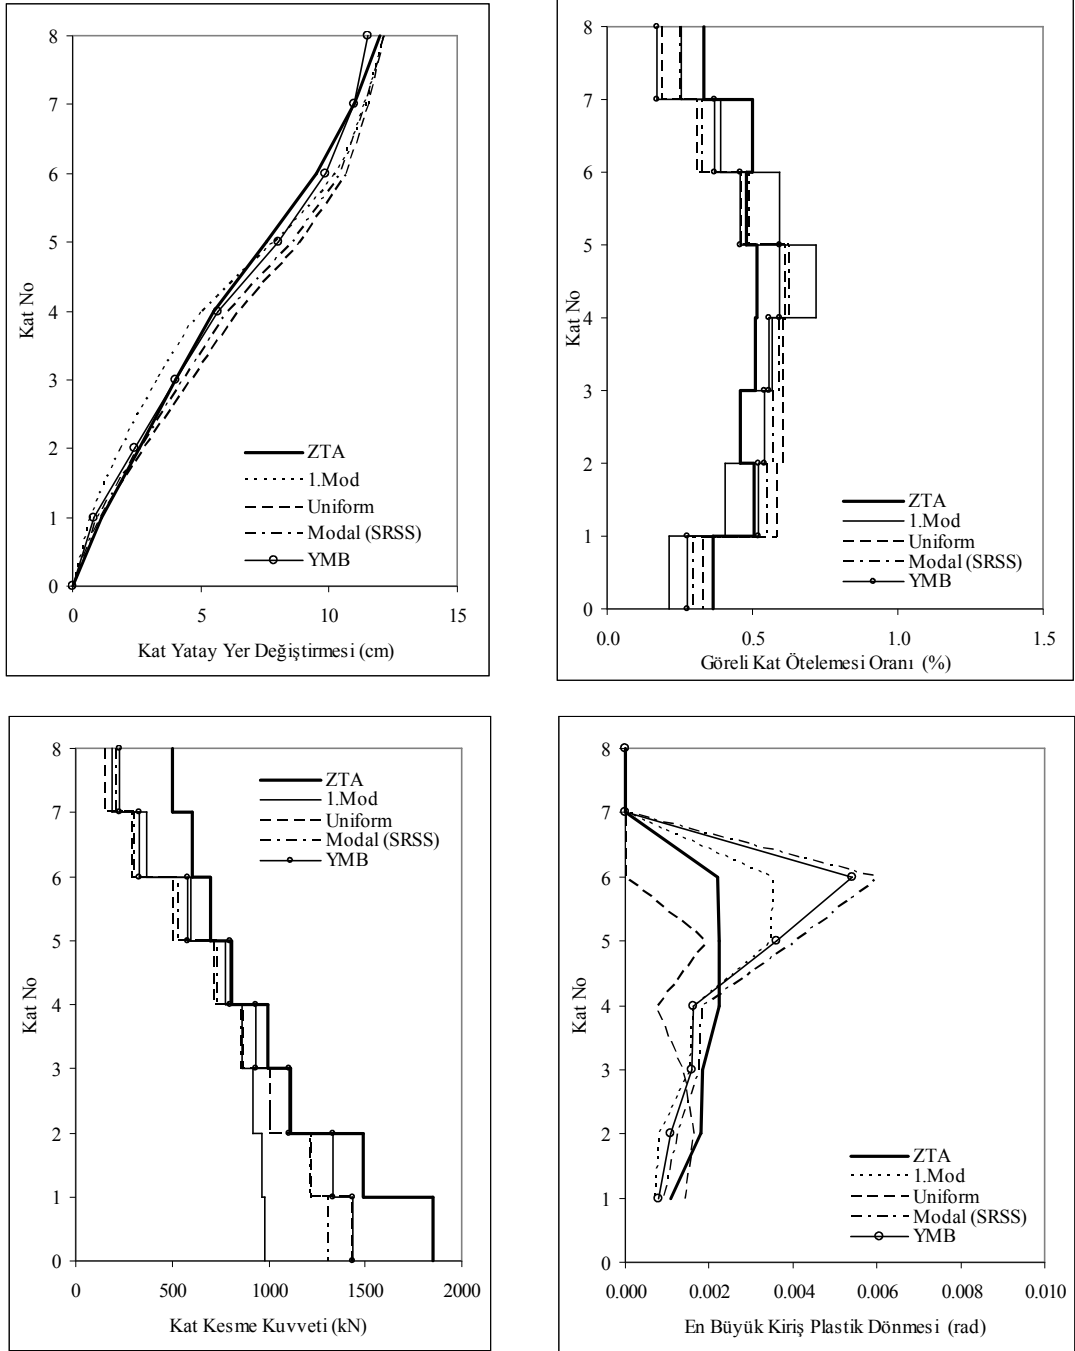 8
7
6
5
4
3
2
1
0
Kat No
ZTA
1.Mod
Uniform
Modal (SRSS)
YMB
0 5 10 15
Kat Yatay Yer Değiştirmesi (cm)
8
7
6
5
4
3
2
1
0
Kat No
ZTA
1.Mod
Uniform
Modal (SRSS)
YMB
0.0 0.5 1.0 1.5
Göreli Kat Ötelemesi Oranı (%)
8
7
6
5
4
3
2
1
0
Kat No
ZTA
1.Mod
Uniform
Modal (SRSS)
YMB
0 500 1000 1500 2000
Kat Kesme Kuvveti (kN)
8
7
6
5
4
3
2
1
0
Kat No
ZTA
1.Mod
Uniform
Modal (SRSS)
YMB
0.000 0.002 0.004 0.006 0.008 0.010
En Büyük Kiriş Plastik Dönmesi (rad)